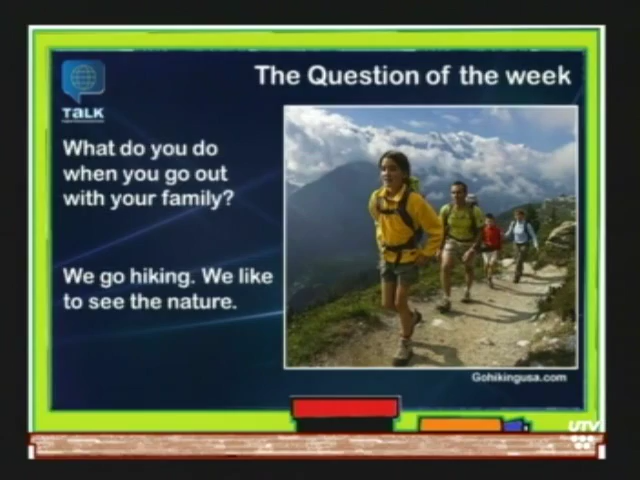 The Question of the week
TaLK
What do you do
when you go out
with your family?
We go hiking. We like
to see the nature.
Gohikingusa.com
UTV